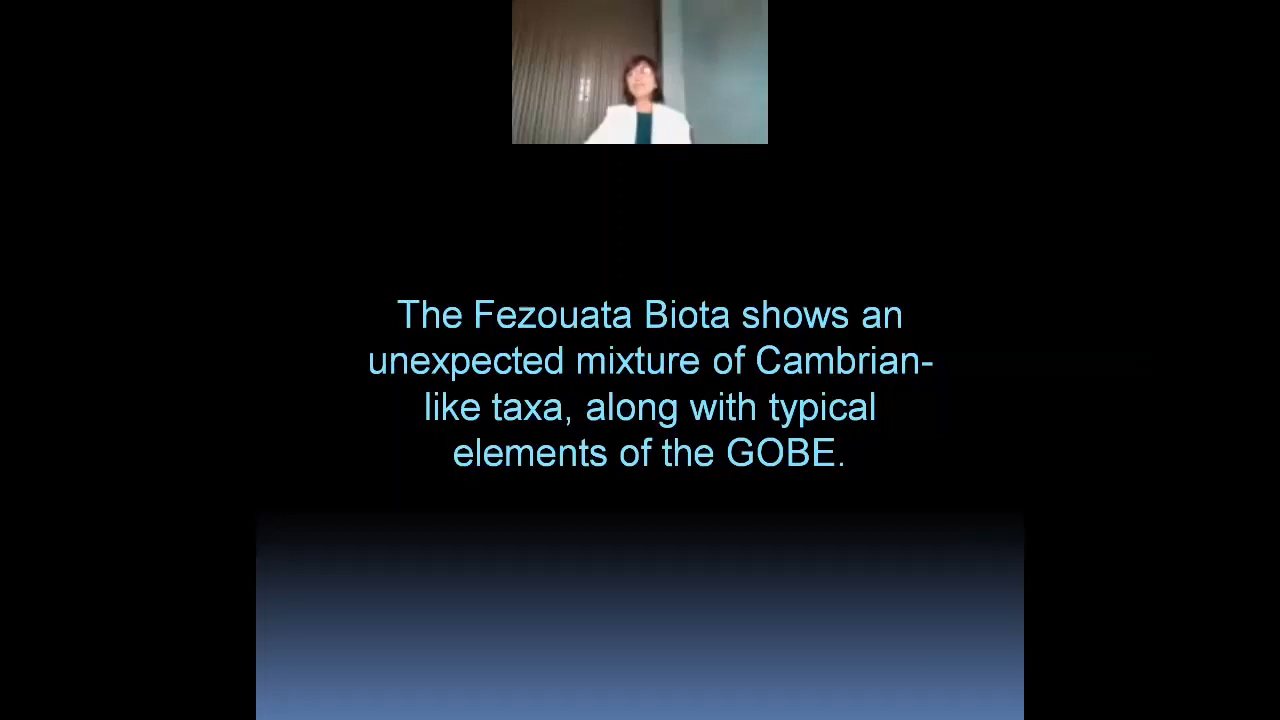 The Fezouata Biota shows an
unexpected mixture of Cambrian-
like taxa, along with typical
elements of the GOBE.